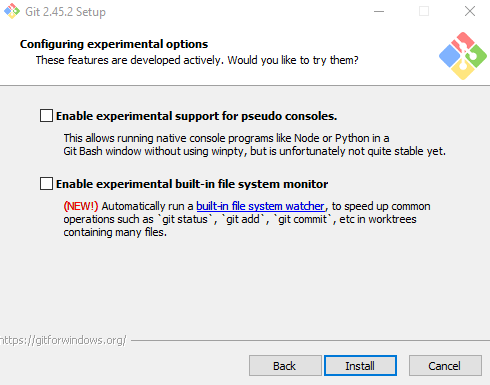 Git 2.45.2 Setup
Configuring experimental options
These features are developed actively. Would you like to try them?
Enable experimental support for pseudo consoles.
This allows running native console programs like Node or Python in a
Git Bash window without using winpty, but is unfortunately not quite stable yet.
Enable experimental built-in file system monitor
(NEW!) Automatically run a built-in file system watcher, to speed up common
operations such as `git status`, `git add`, `git commit`, etc in worktrees
containing many files.
https://gitforwindows.org/
Back Install Cancel